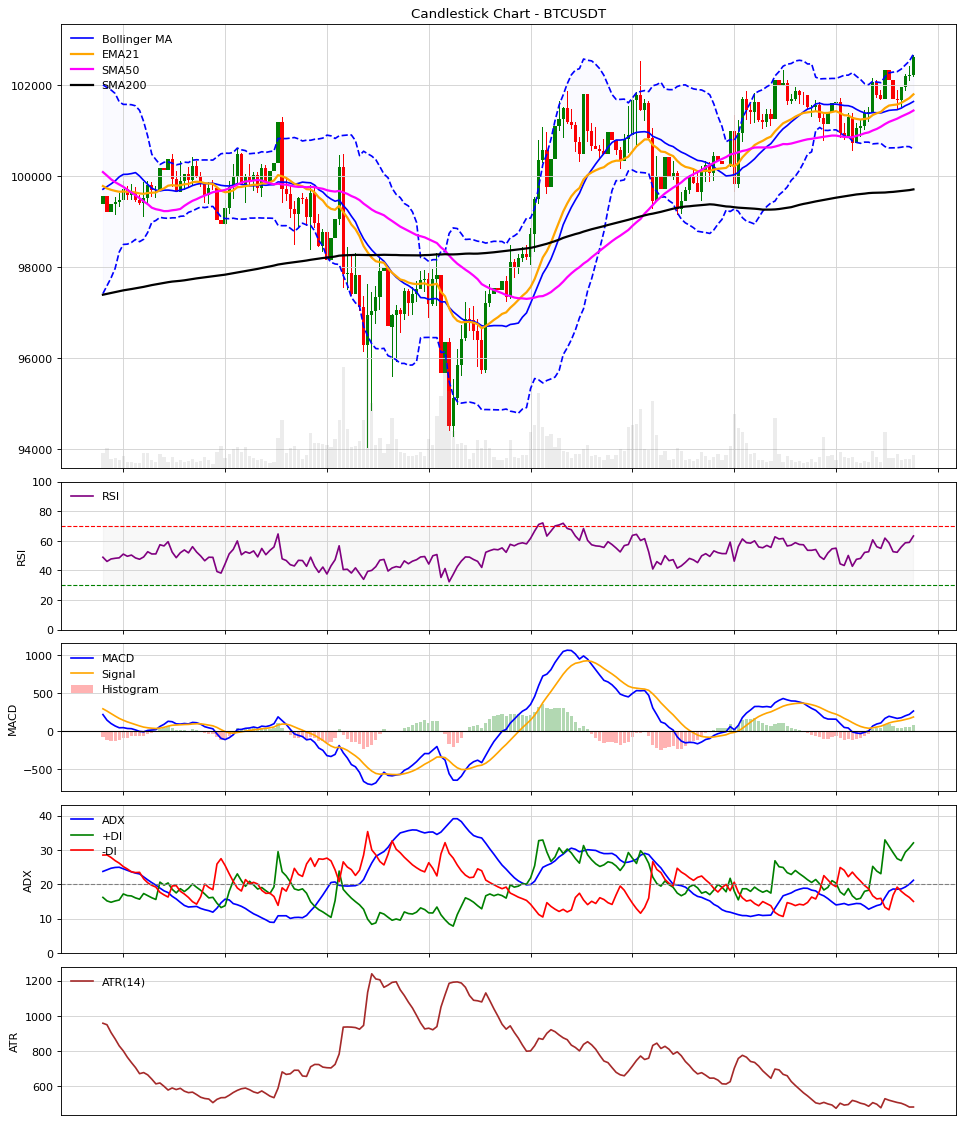 Candlestick Chart - BTCUSDT
Bollinger MA
EMA21
SMA50
SMA200
102000
100000
98000
96000
94000
RSI
100
80
60
40
20
0
RSI
MACD
Signal
Histogram
1000
500
0
−500
MACD
ADX
+DI
-DI
40
30
20
10
0
ADX
ATR(14)
1200
1000
800
600
ATR